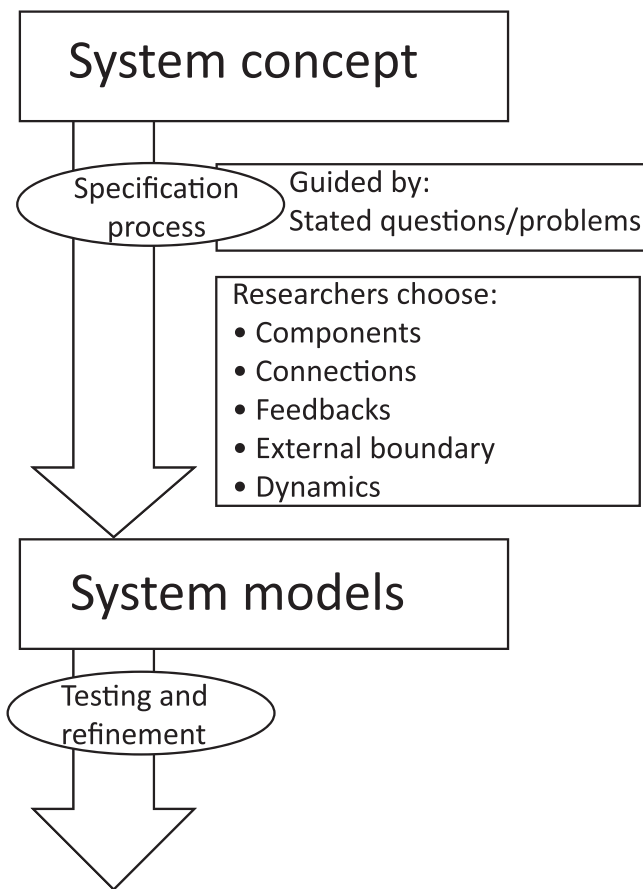 System concept
Specification
process
Guided by:
Stated questions/problems
Researchers choose:
• Components
• Connections
• Feedbacks
• External boundary
• Dynamics
System models
Testing and
refinement